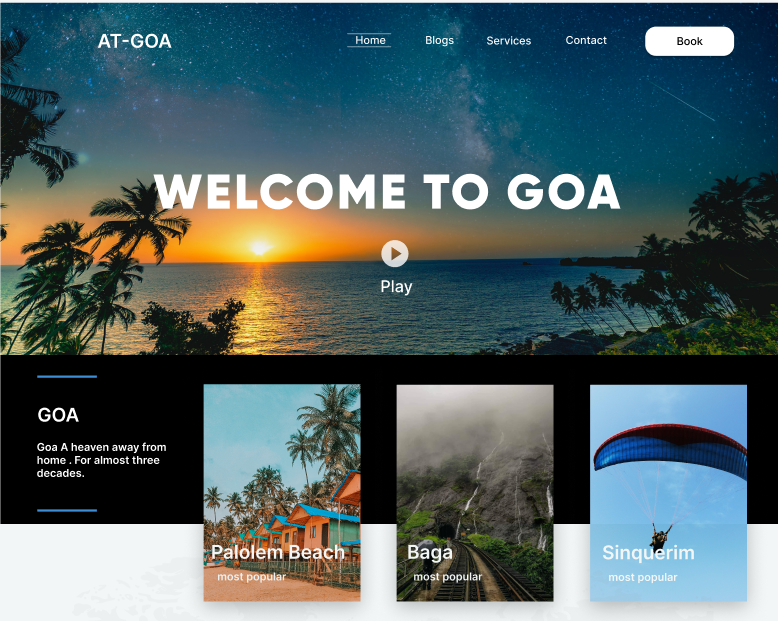 AT-GOA
Home
Blogs
Services
Contact
Book
WELCOME TO GOA
Play
GOA
Goa A heaven away from
home . For almost three
decades.
Palolem Beach
most popular
Baga
most popular
Sinquerim
most popular